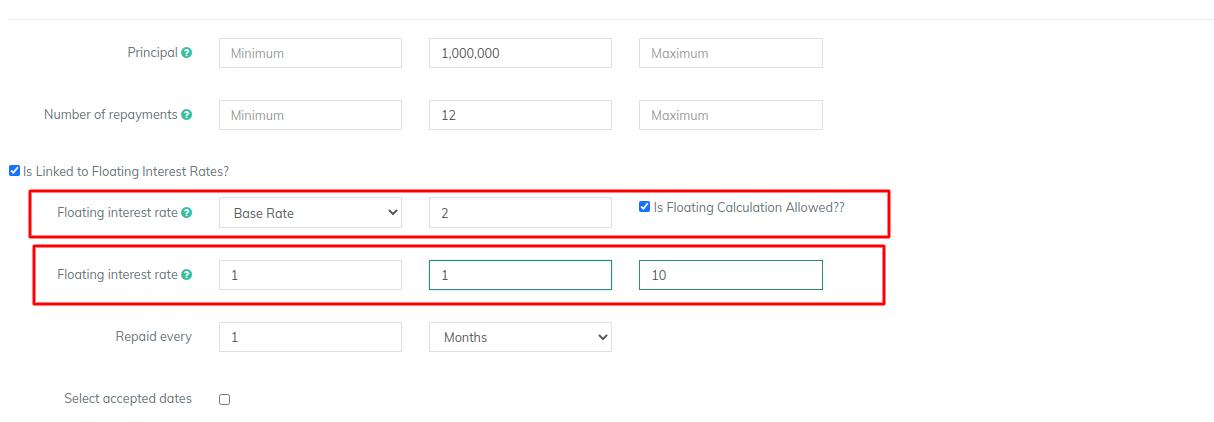 Principal ? Minimum 1,000,000 Maximum
Number of repayments ? Minimum 12 Maximum
Is Linked to Floating Interest Rates?
Floating interest rate ? Base Rate 2 Is Floating Calculation Allowed??
Floating interest rate ? 1 1 10
Repaid every 1 Months
Select accepted dates